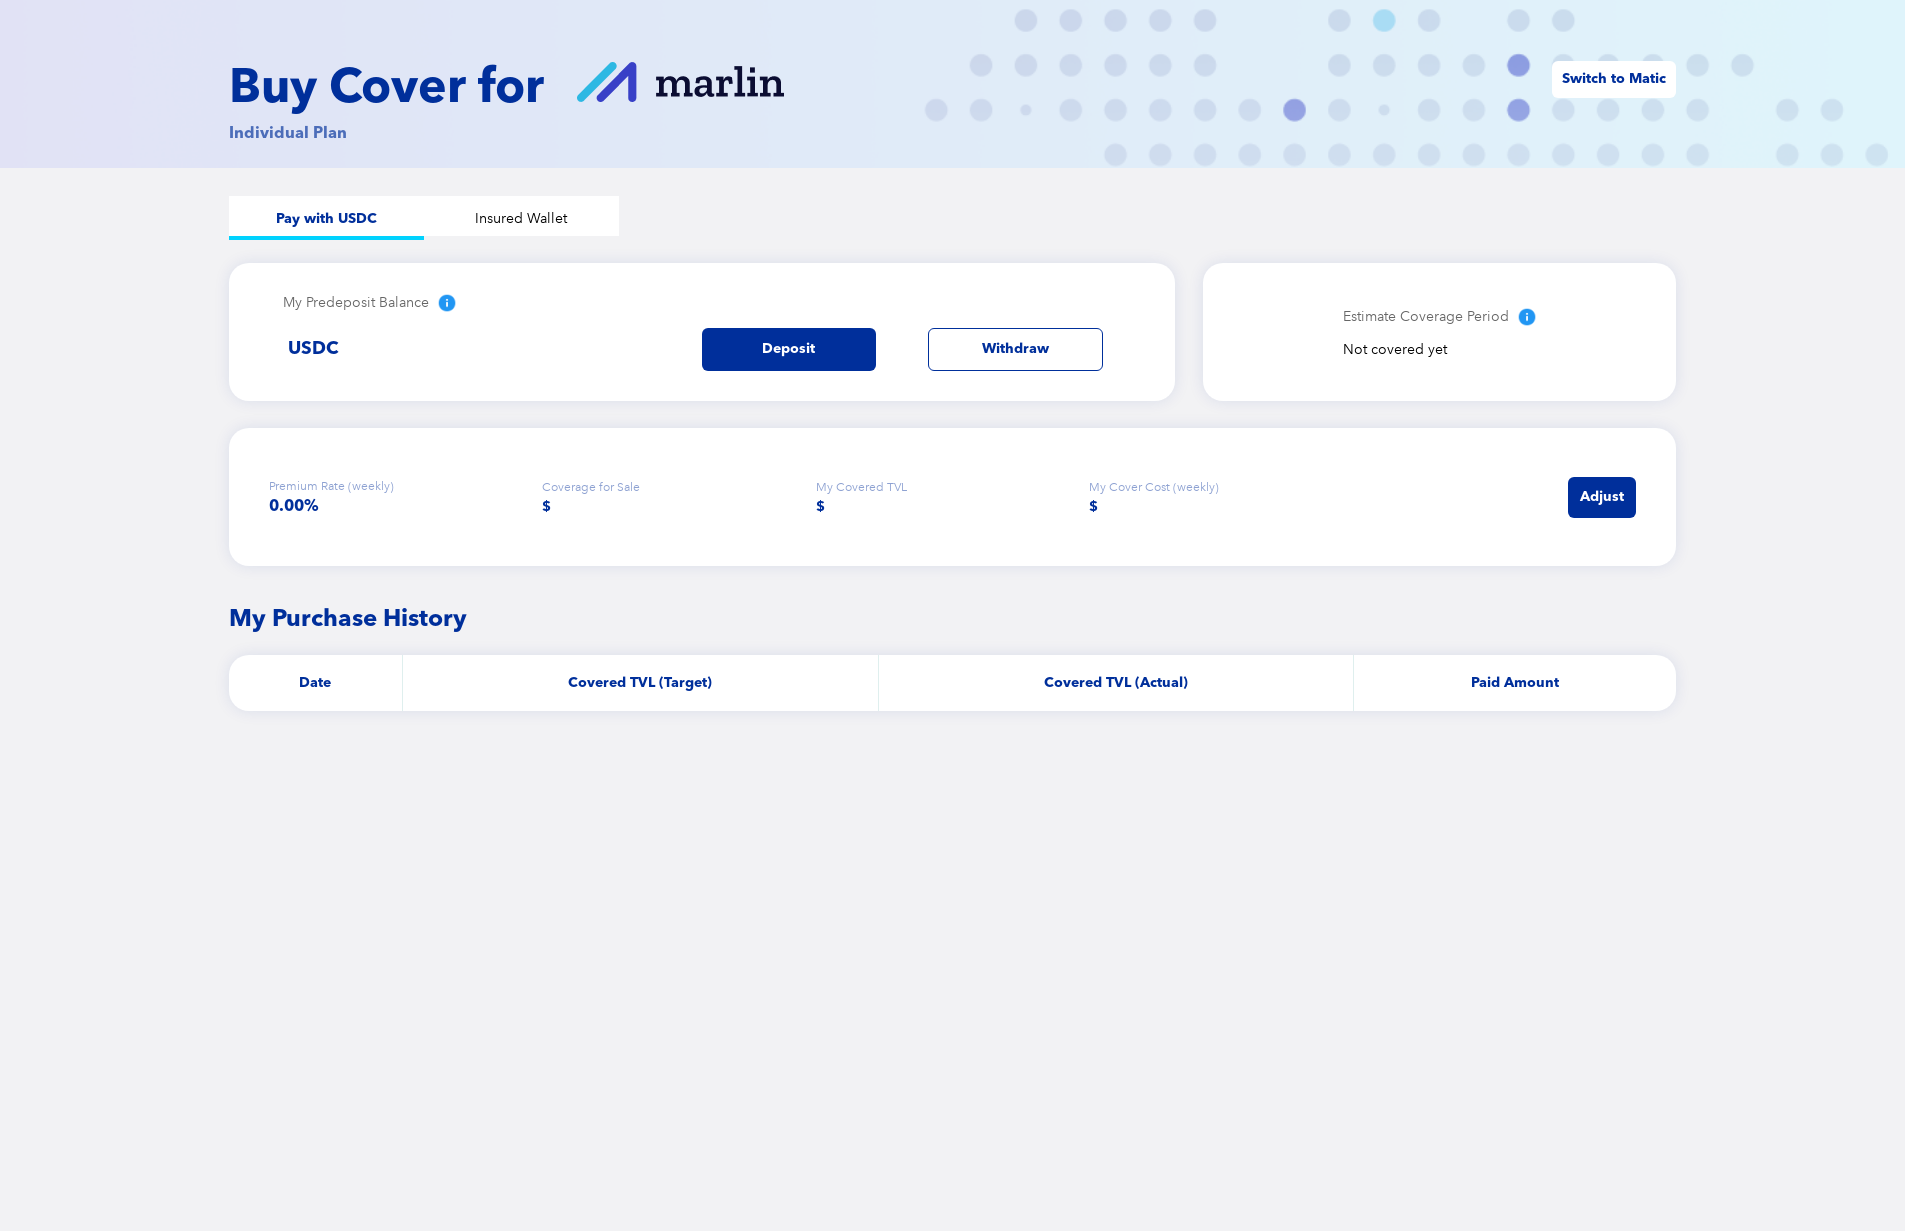 Buy Cover for marlin
Individual Plan
Switch to Matic
Pay with USDC
Insured Wallet
My Predeposit Balance
USDC
Deposit
Withdraw
Estimate Coverage Period
Not covered yet
Premium Rate (weekly)
0.00%
Coverage for Sale
$
My Covered TVL
$
My Cover Cost (weekly)
$
Adjust
My Purchase History
Date
Covered TVL (Target)
Covered TVL (Actual)
Paid Amount